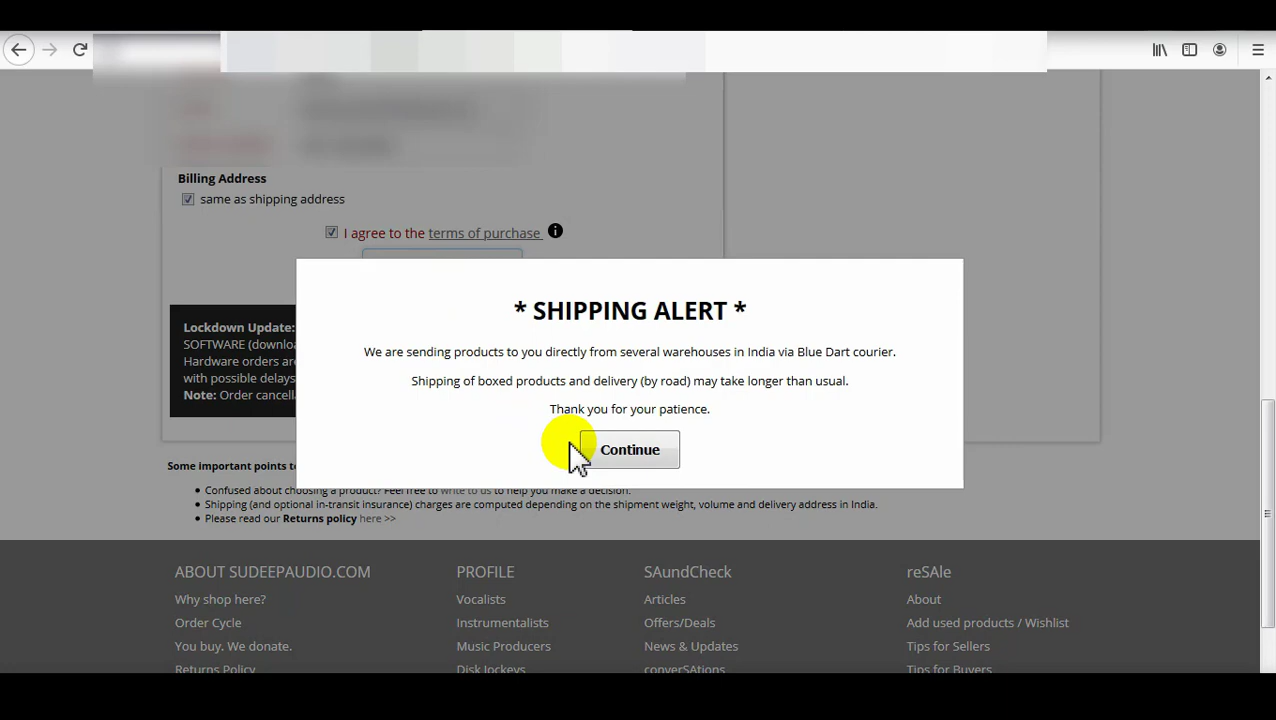 Billing Address
same as shipping address
I agree to the terms of purchase
* SHIPPING ALERT *
We are sending products to you directly from several warehouses in India via Blue Dart courier.
Shipping of boxed products and delivery (by road) may take longer than usual.
Thank you for your patience.
Continue
Lockdown Update:
SOFTWARE (downlo
Hardware orders are
with possible delays
Note: Order cancell
Some important points to
Confused about choosing a product? Feel free to write to us to help you make a decision.
Shipping (and optional in-transit insurance) charges are computed depending on the shipment weight, volume and delivery address in India.
Please read our Returns policy here >>
ABOUT SUDEEPAUDIO.COM
Why shop here?
Order Cycle
You buy. We donate.
Returns Policy
PROFILE
Vocalists
Instrumentalists
Music Producers
Disk Jockeys
SAundCheck
Articles
Offers/Deals
News & Updates
converSAtions
reSAle
About
Add used products / Wishlist
Tips for Sellers
Tips for Buyers